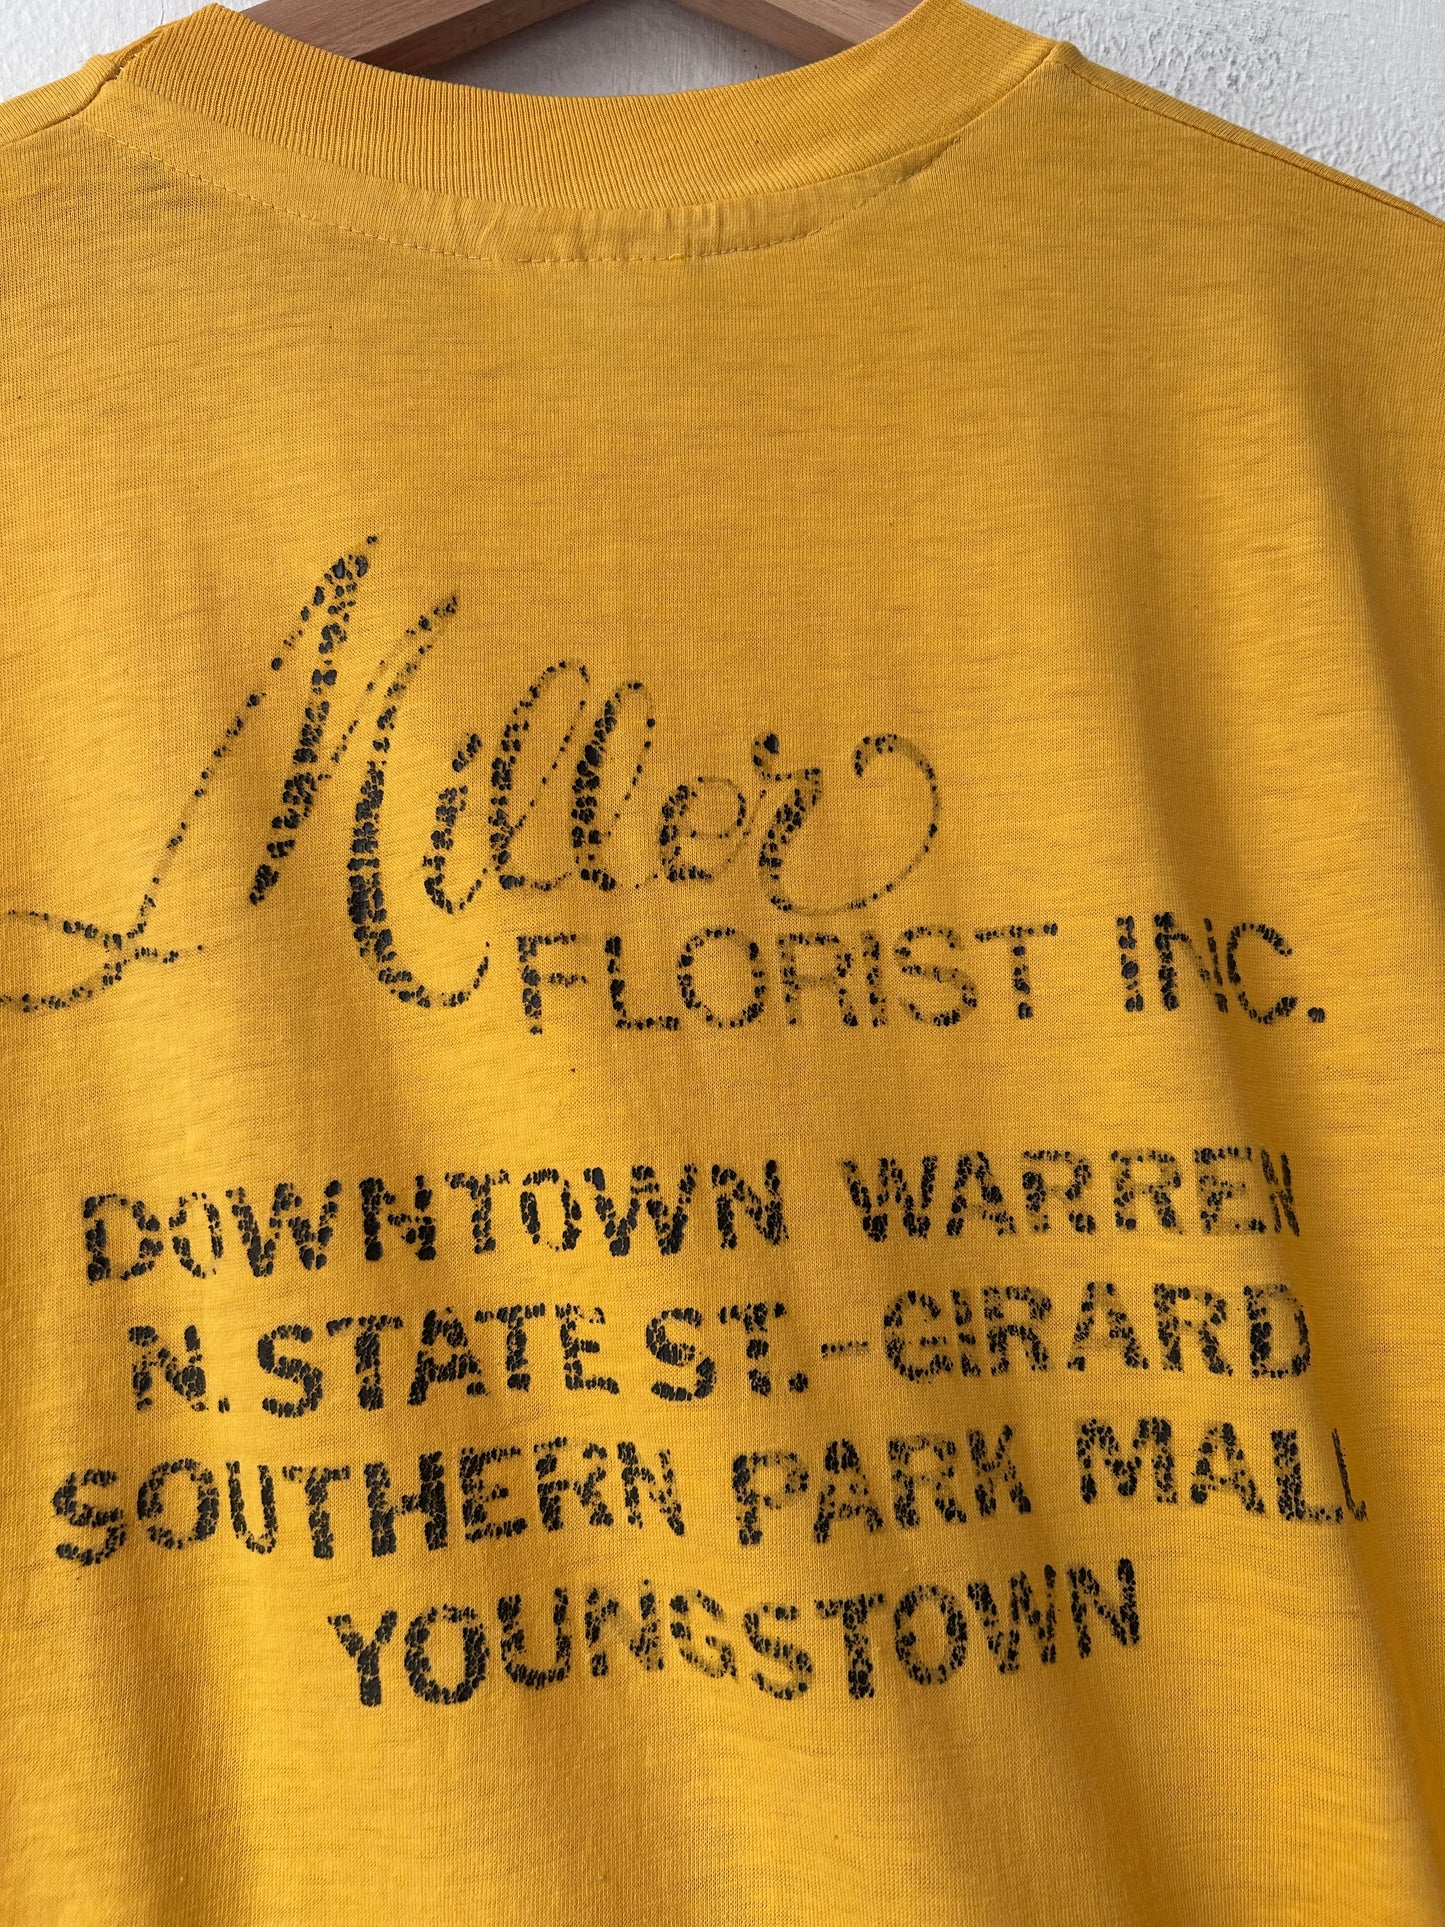 Miller
FLORIST INC.
DOWNTOWN WARREN
N. STATE ST. - GIRARD
SOUTHERN PARK MALL
YOUNGSTOWN